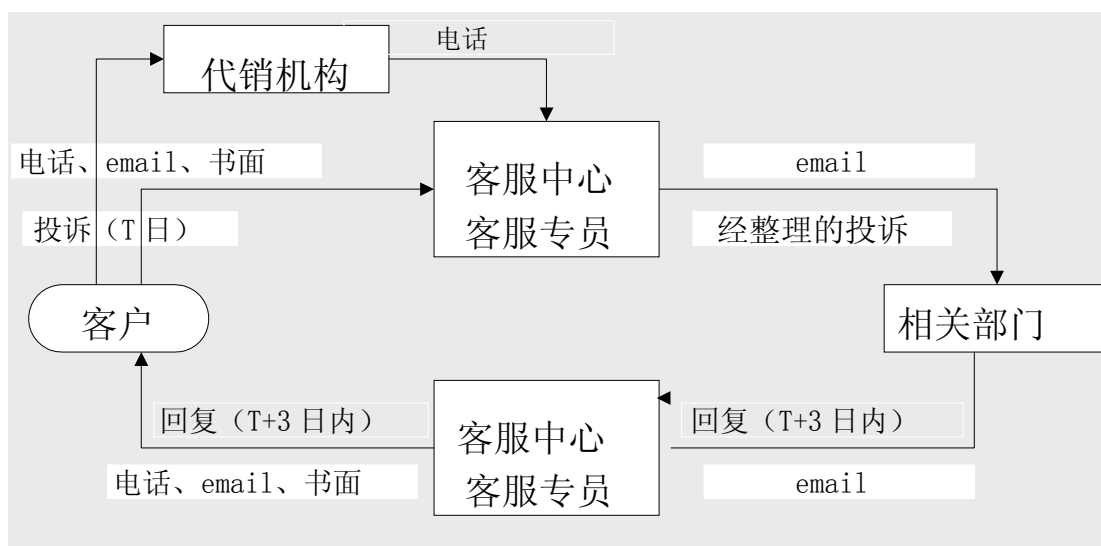 电话
代销机构
电话、email、书面
客服中心
客服专员
email
投诉（T 日）
经整理的投诉
客户
相关部门
回复（T+3 日内）
客服中心
客服专员
回复（T+3 日内）
电话、email、书面
email